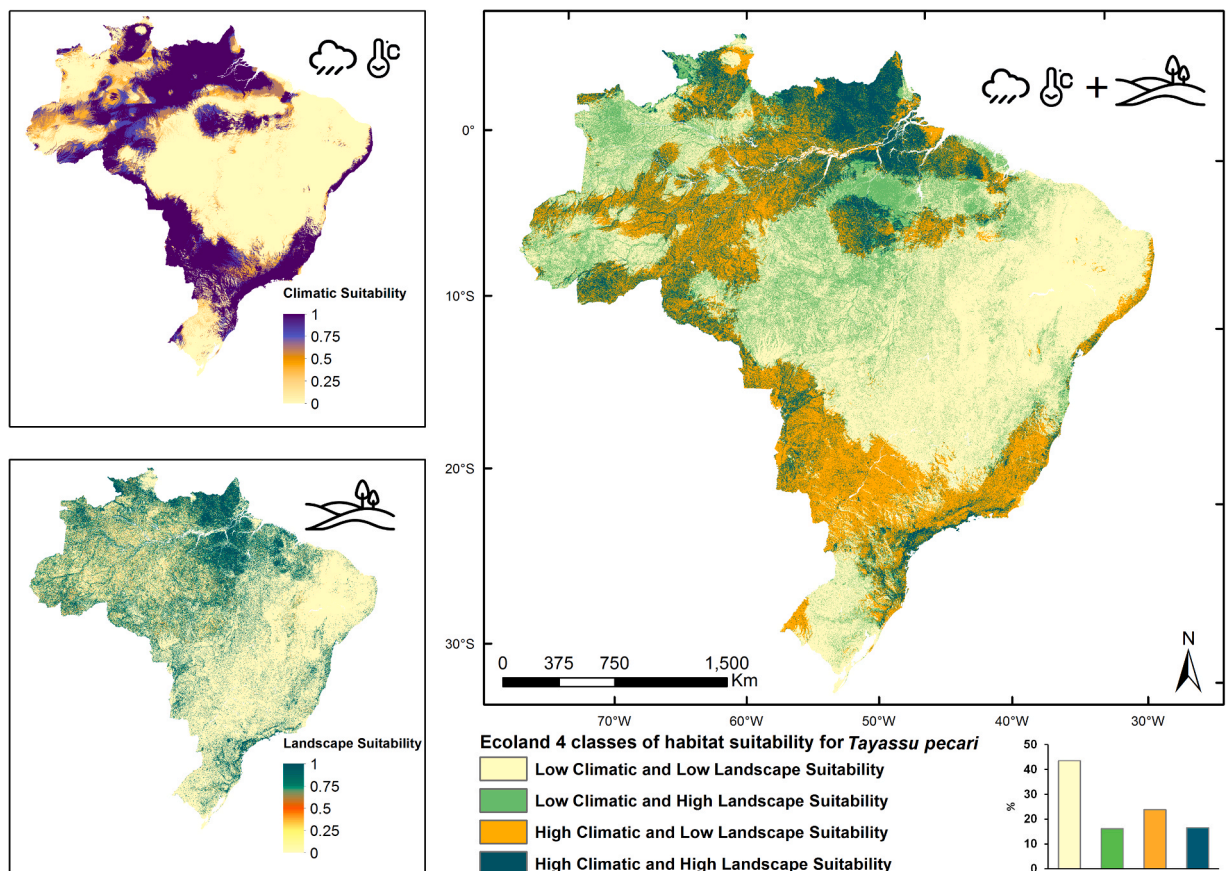 °C
Climatic Suitability
1
0.75
0.5
0.25
0
Landscape Suitability
1
0.75
0.5
0.25
0
°C +
0°
10°S
20°S
30°S
0 375 750 1,500
Km
N
70°W 60°W 50°W 40°W 30°W
Ecoland 4 classes of habitat suitability for Tayassu pecari
Low Climatic and Low Landscape Suitability
Low Climatic and High Landscape Suitability
High Climatic and Low Landscape Suitability
High Climatic and High Landscape Suitability
50
40
30
20
10
0
%